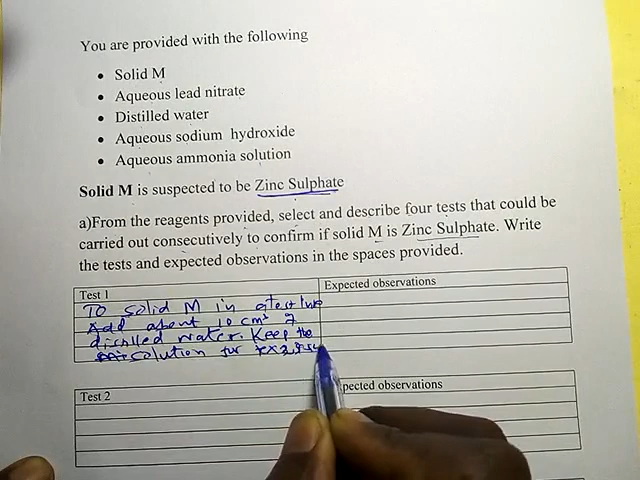 You are provided with the following
• Solid M
• Aqueous lead nitrate
• Distilled water
• Aqueous sodium hydroxide
• Aqueous ammonia solution
Solid M is suspected to be Zinc Sulphate
a)From the reagents provided, select and describe four tests that could be
carried out consecutively to confirm if solid M is Zinc Sulphate. Write
the tests and expected observations in the spaces provided.
Test 1 Expected observations
To solid M in a test tube
Add about 10 cm³ of
distilled water. Keep the
solution for
Test 2 pected observations